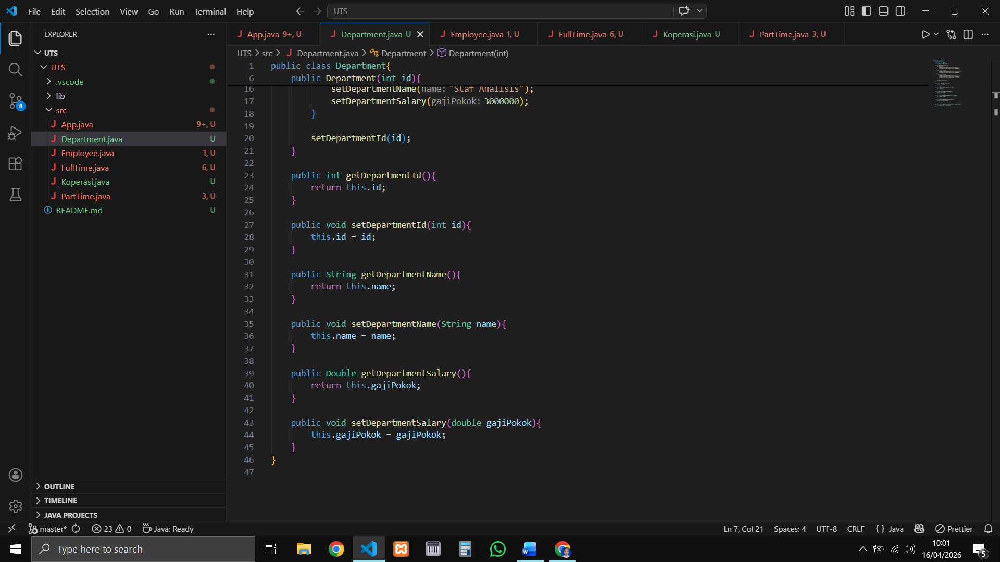 File Edit Selection View Go Run Terminal Help
UTS
EXPLORER
App.java 9+, U
Department.java U
Employee.java 1, U
FullTime.java 6, U
Koperasi.java U
PartTime.java 3, U
UTS
UTS
.vscode
lib
src
App.java 9+, U
Department.java U
Employee.java 1, U
FullTime.java 6, U
Koperasi.java U
PartTime.java 3, U
README.md U
8
OUTLINE
TIMELINE
JAVA PROJECTS
UTS > src > Department.java > Department > Department(int)
1 public class Department{
6 public Department(int id){
16 setDepartmentName(name: "Staf Analisis");
17 setDepartmentSalary(gajiPokok: 3000000);
18 }
19
20 setDepartmentId(id);
21 }
22
23 public int getDepartmentId(){
24 return this.id;
25 }
26
27 public void setDepartmentId(int id){
28 this.id = id;
29 }
30
31 public String getDepartmentName(){
32 return this.name;
33 }
34
35 public void setDepartmentName(String name){
36 this.name = name;
37 }
38
39 public Double getDepartmentSalary(){
40 return this.gajiPokok;
41 }
42
43 public void setDepartmentSalary(double gajiPokok){
44 this.gajiPokok = gajiPokok;
45 }
46 }
47
master* 23 0 Java: Ready
Ln 7, Col 21 Spaces: 4 UTF-8 CRLF { } Java Prettier
Type here to search
10:01
16/04/2026
5